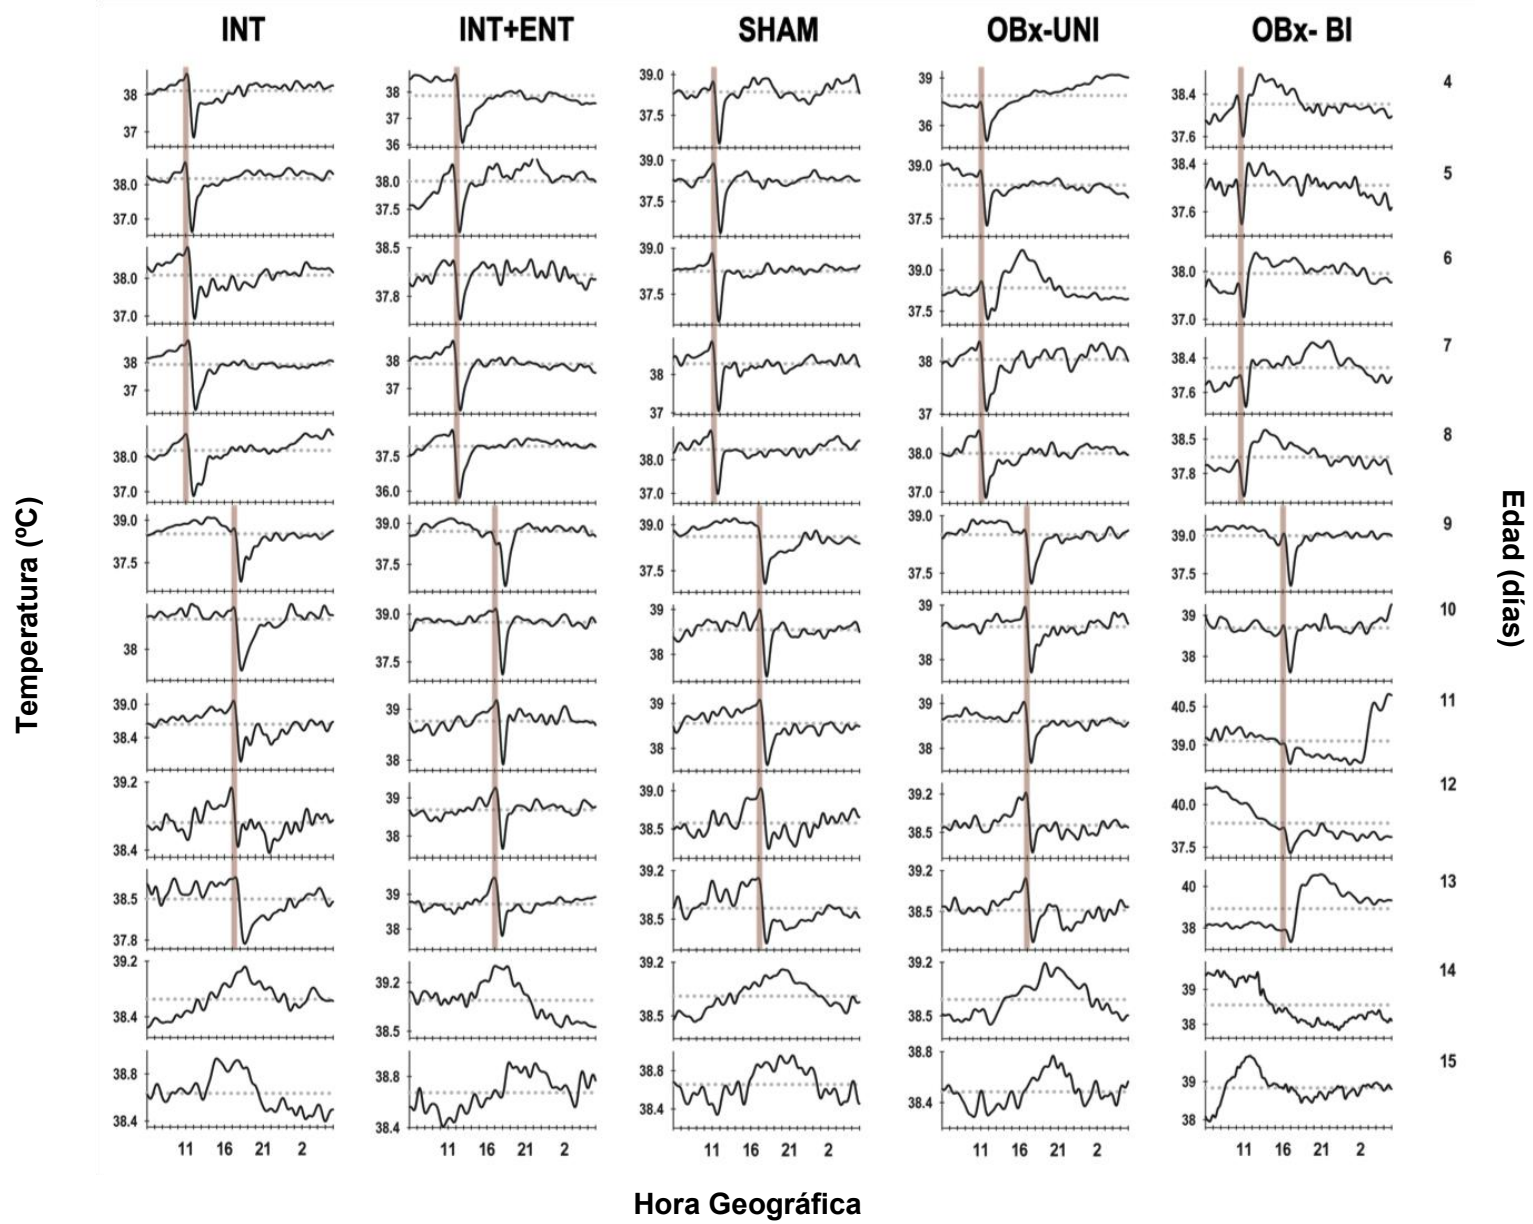 INT INT+ENT SHAM OBx-UNI OBx- BI
38 37 38 37 36 39.0 37.5 39 36 38.4 37.6 4
38.0 37.0 38.0 37.5 39.0 37.5 39.0 37.5 38.4 37.6 5
38.0 37.0 38.5 37.8 39.0 37.5 39.0 37.5 38.0 37.0 6
38 37 38 37 38 37 38 37 38.4 37.6 7
38.0 37.0 37.5 36.0 38.0 37.0 38.0 37.0 38.5 37.8 8
39.0 37.5 39.0 37.5 39.0 37.5 39.0 37.5 39.0 37.5 9
38 39.0 37.5 39 38 39 38 39 38 10
39.0 38.4 39 38 39 38 39 38 40.5 39.0 11
39.2 38.4 39 38 39.0 38.5 39.2 38.5 40.0 37.5 12
38.5 37.8 39 38 39.2 38.5 39.2 38.5 40 38 13
39.2 38.4 39.2 38.5 39.2 38.5 39.2 38.5 39 38 14
38.8 38.4 38.8 38.4 38.8 38.4 38.8 38.4 39 38 15
11 16 21 2 11 16 21 2 11 16 21 2 11 16 21 2 11 16 21 2
Temperatura (ºC)
Edad (días)
Hora Geográfica